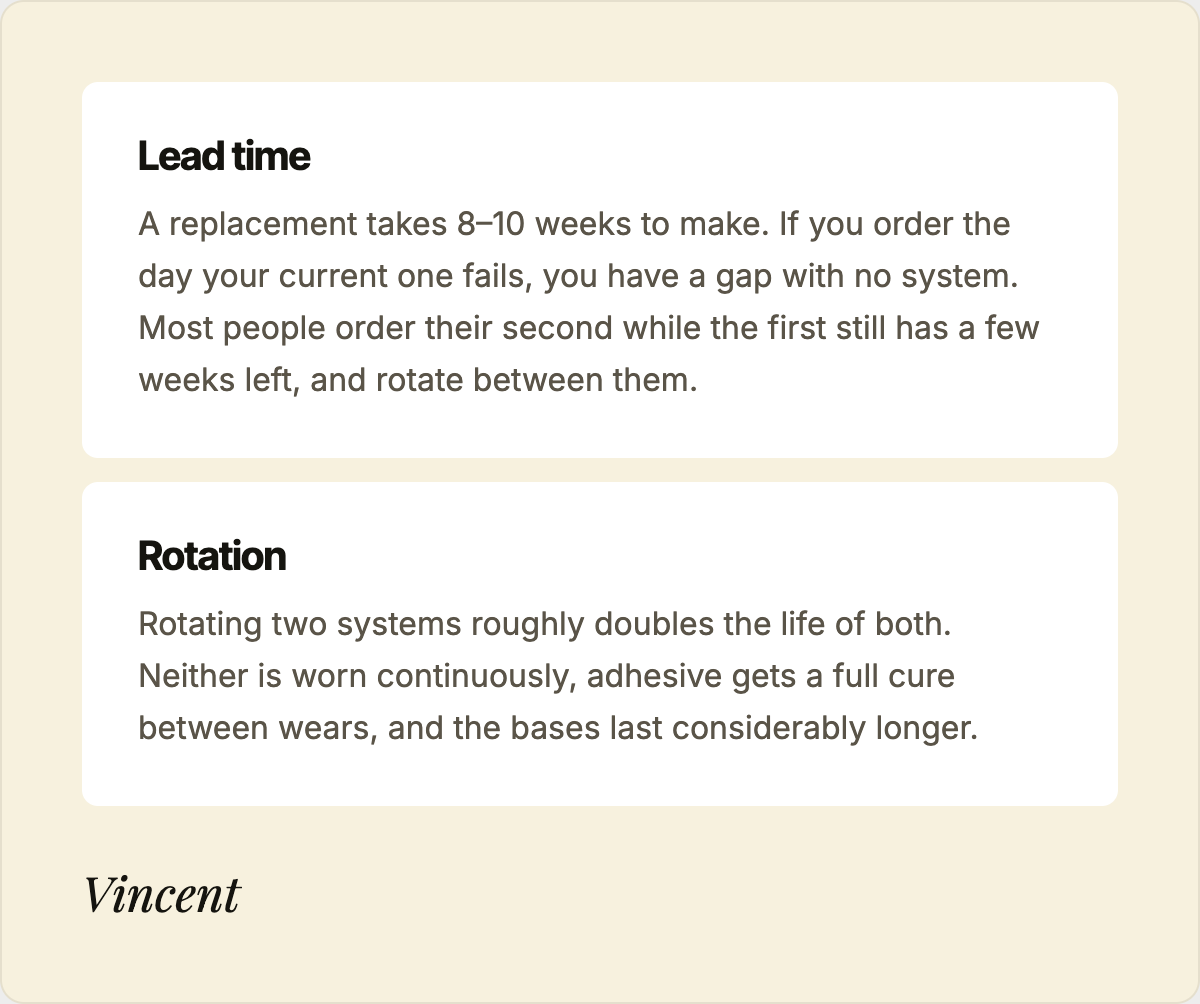 Lead time
A replacement takes 8–10 weeks to make. If you order the
day your current one fails, you have a gap with no system.
Most people order their second while the first still has a few
weeks left, and rotate between them.
Rotation
Rotating two systems roughly doubles the life of both.
Neither is worn continuously, adhesive gets a full cure
between wears, and the bases last considerably longer.
Vincent